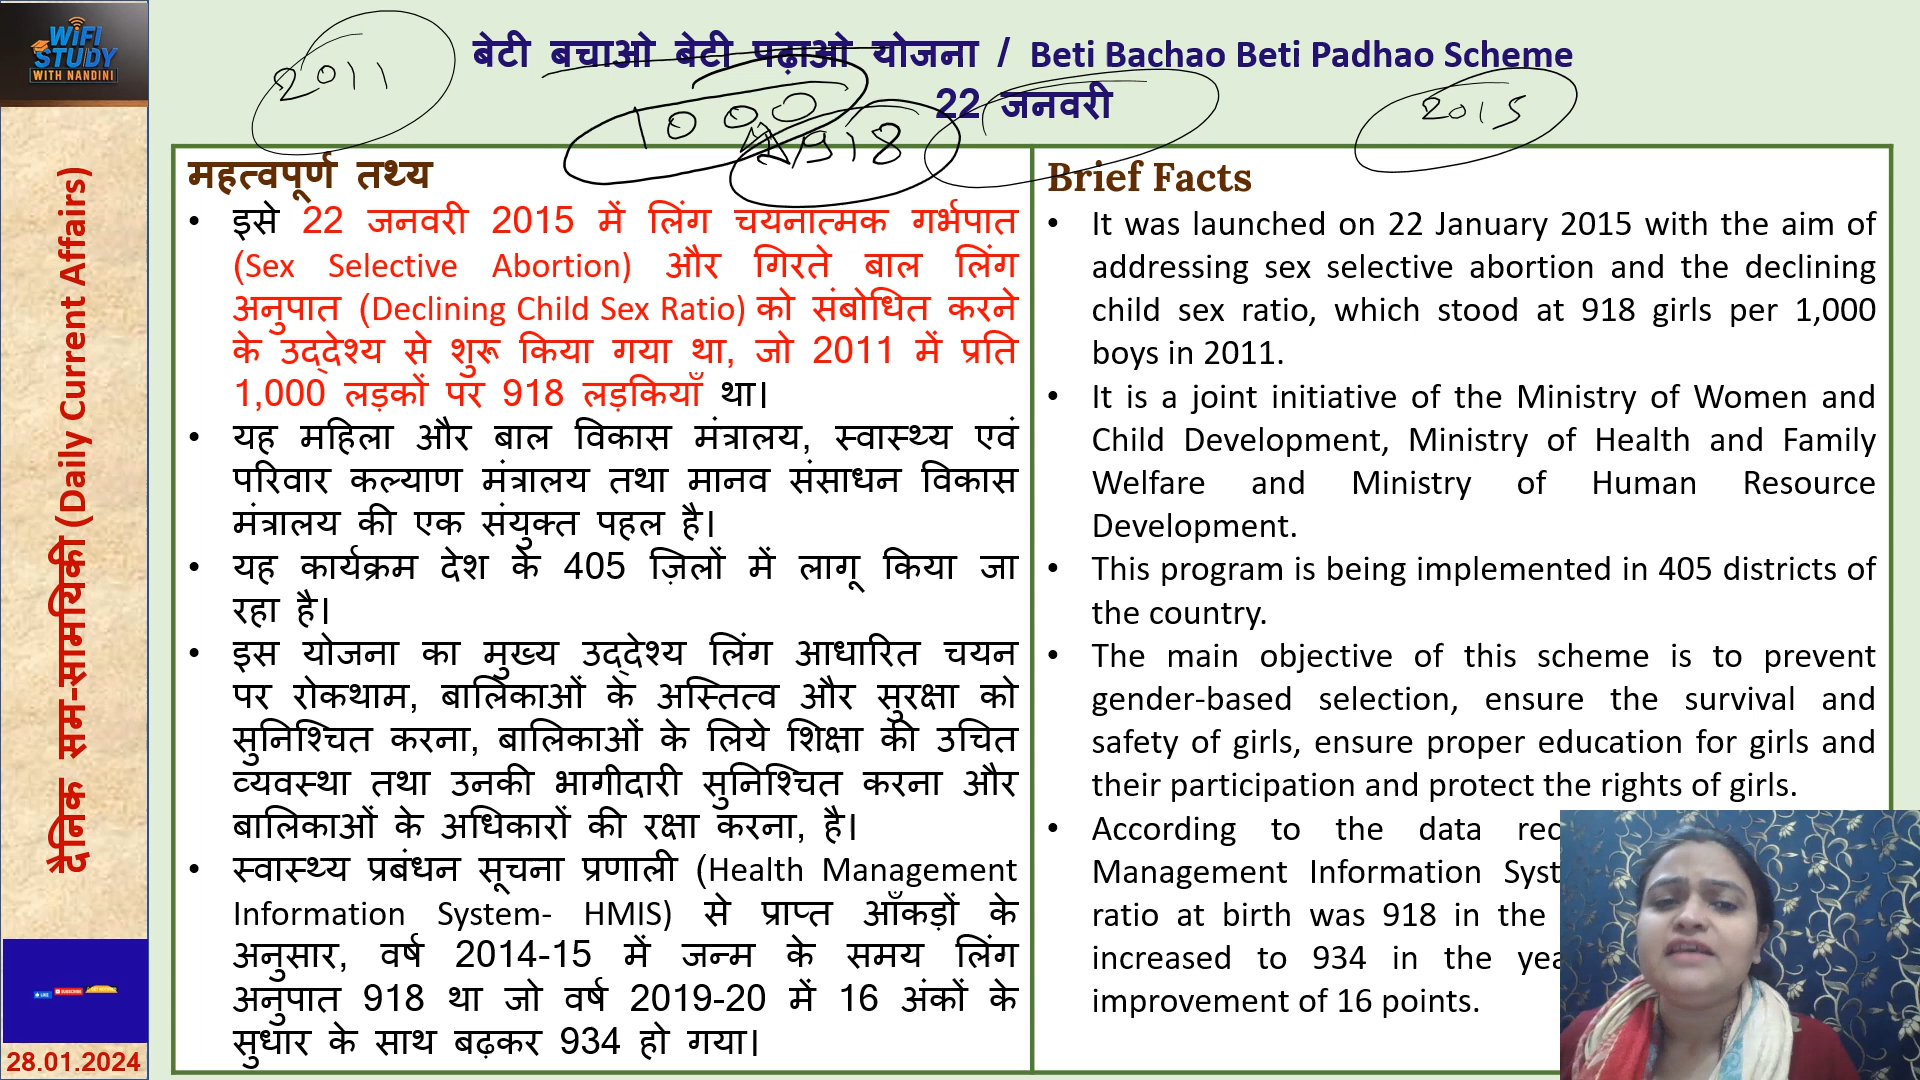 WiFi
STUDY
WITH NANDINI
दैनिक सम-सामयिकी (Daily Current Affairs)
28.01.2024
बेटी बचाओ बेटी पढ़ाओ योजना / Beti Bachao Beti Padhao Scheme
22 जनवरी
2011
1000
918
2015
महत्वपूर्ण तथ्य
• इसे 22 जनवरी 2015 में लिंग चयनात्मक गर्भपात
(Sex Selective Abortion) और गिरते बाल लिंग
अनुपात (Declining Child Sex Ratio) को संबोधित करने
के उद्देश्य से शुरू किया गया था, जो 2011 में प्रति
1,000 लड़कों पर 918 लड़कियाँ था।
• यह महिला और बाल विकास मंत्रालय, स्वास्थ्य एवं
परिवार कल्याण मंत्रालय तथा मानव संसाधन विकास
मंत्रालय की एक संयुक्त पहल है।
• यह कार्यक्रम देश के 405 ज़िलों में लागू किया जा
रहा है।
• इस योजना का मुख्य उद्देश्य लिंग आधारित चयन
पर रोकथाम, बालिकाओं के अस्तित्व और सुरक्षा को
सुनिश्चित करना, बालिकाओं के लिये शिक्षा की उचित
व्यवस्था तथा उनकी भागीदारी सुनिश्चित करना और
बालिकाओं के अधिकारों की रक्षा करना, है।
• स्वास्थ्य प्रबंधन सूचना प्रणाली (Health Management
Information System- HMIS) से प्राप्त आँकड़ों के
अनुसार, वर्ष 2014-15 में जन्म के समय लिंग
अनुपात 918 था जो वर्ष 2019-20 में 16 अंकों के
सुधार के साथ बढ़कर 934 हो गया।
Brief Facts
• It was launched on 22 January 2015 with the aim of
addressing sex selective abortion and the declining
child sex ratio, which stood at 918 girls per 1,000
boys in 2011.
• It is a joint initiative of the Ministry of Women and
Child Development, Ministry of Health and Family
Welfare and Ministry of Human Resource
Development.
• This program is being implemented in 405 districts of
the country.
• The main objective of this scheme is to prevent
gender-based selection, ensure the survival and
safety of girls, ensure proper education for girls and
their participation and protect the rights of girls.
• According to the data rec
Management Information Syst
ratio at birth was 918 in the
increased to 934 in the yea
improvement of 16 points.